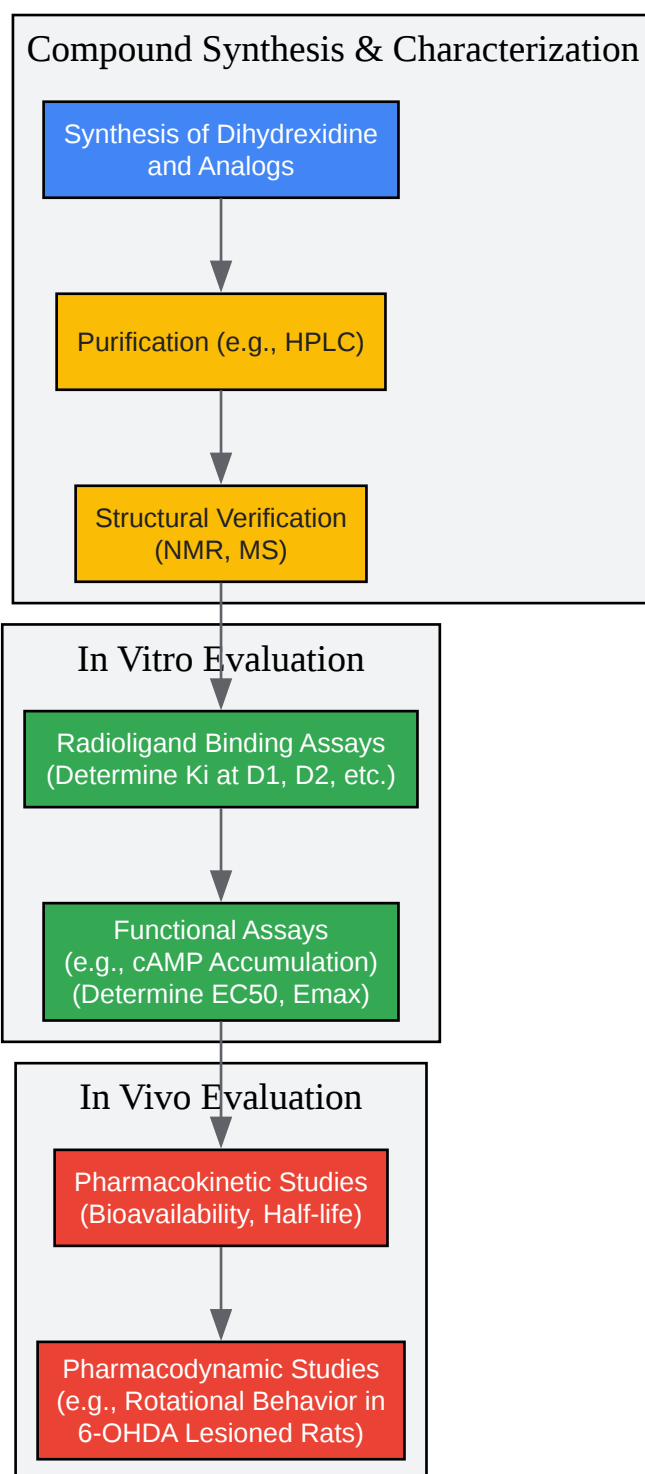 Compound Synthesis & Characterization
Synthesis of Dihydrexidine
and Analogs
Purification (e.g., HPLC)
Structural Verification
(NMR, MS)
In Vitro Evaluation
Radioligand Binding Assays
(Determine Ki at D1, D2, etc.)
Functional Assays
(e.g., cAMP Accumulation)
(Determine EC50, Emax)
In Vivo Evaluation
Pharmacokinetic Studies
(Bioavailability, Half-life)
Pharmacodynamic Studies
(e.g., Rotational Behavior in
6-OHDA Lesioned Rats)